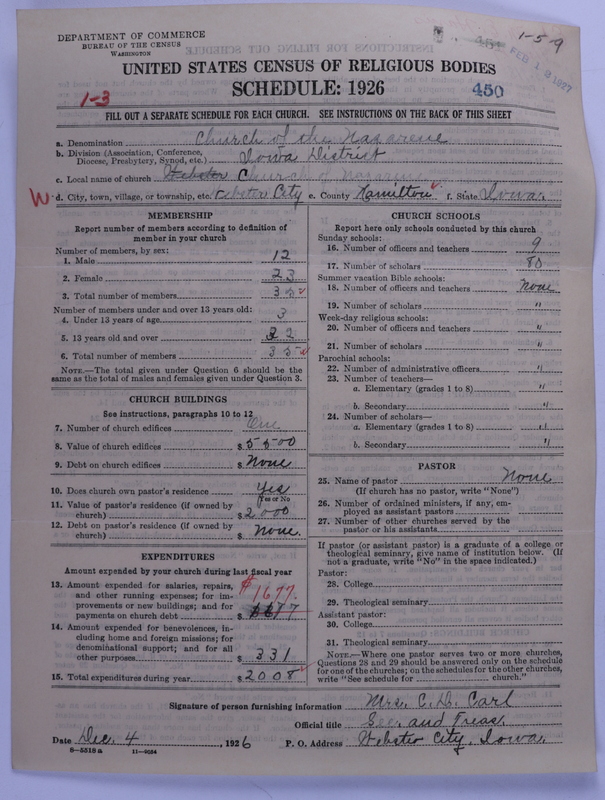 DEPARTMENT OF COMMERCE
BUREAU OF THE CENSUS
WASHINGTON
1-5-9
FEB 18 1927
UNITED STATES CENSUS OF RELIGIOUS BODIES
SCHEDULE: 1926
1-3
450
FILL OUT A SEPARATE SCHEDULE FOR EACH CHURCH. SEE INSTRUCTIONS ON THE BACK OF THIS SHEET
a. Denomination Church of the Nazarene
b. Division (Association, Conference, Diocese, Presbytery, Synod, etc.) Iowa District
c. Local name of church Webster Church of Nazarene
W. d. City, town, village, or township, etc. Webster City e. County Hamilton f. State Iowa.
MEMBERSHIP
Report number of members according to definition of
member in your church
Number of members, by sex:
1. Male 12
2. Female 23
3. Total number of members 35
Number of members under and over 13 years old:
4. Under 13 years of age 3
5. 13 years old and over 32
6. Total number of members 35
NOTE.—The total given under Question 6 should be
same as the total of males and females given under Question 3.
CHURCH BUILDINGS
See instructions, paragraphs 10 to 12
7. Number of church edifices One
8. Value of church edifices $ 5500
9. Debt on church edifices $ None
10. Does church own pastor's residence Yes
Yes or No
11. Value of pastor's residence (if owned by
church) $ 2000
12. Debt on pastor's residence (if owned by
church) $ None.
EXPENDITURES
Amount expended by your church during last fiscal year
13. Amount expended for salaries, repairs,
and other running expenses; for im-
provements or new buildings; and for
payments on church debt $ 1677.
14. Amount expended for benevolences, in-
cluding home and foreign missions; for
denominational support; and for all
other purposes $ 331
15. Total expenditures during year $ 2008
CHURCH SCHOOLS
Report here only schools conducted by this church
Sunday schools:
16. Number of officers and teachers 9
17. Number of scholars 80
Summer vacation Bible schools:
18. Number of officers and teachers None
19. Number of scholars "
Week-day religious schools:
20. Number of officers and teachers "
21. Number of scholars "
Parochial schools:
22. Number of administrative officers "
23. Number of teachers—
a. Elementary (grades 1 to 8) "
b. Secondary "
24. Number of scholars—
a. Elementary (grades 1 to 8) "
b. Secondary "
PASTOR
25. Name of pastor None
(If church has no pastor, write "None")
26. Number of ordained ministers, if any, em-
ployed as assistant pastors
27. Number of other churches served by the
pastor or his assistants
If pastor (or assistant pastor) is a graduate of a college or
theological seminary, give name of institution below. (If
not a graduate, write "No" in the space indicated.)
Pastor:
28. College
29. Theological seminary
Assistant pastor:
30. College
31. Theological seminary
NOTE.—Where one pastor serves two or more churches,
Questions 28 and 29 should be answered only on the schedule
for one of the churches; on the schedules for the other churches,
write "See schedule for church."
Signature of person furnishing information Mrs. C. D. Carl
Official title Sec. and Treas.
Date Dec. 4, 1926 P. O. Address Webster City, Iowa.
8-5518a 11-9084